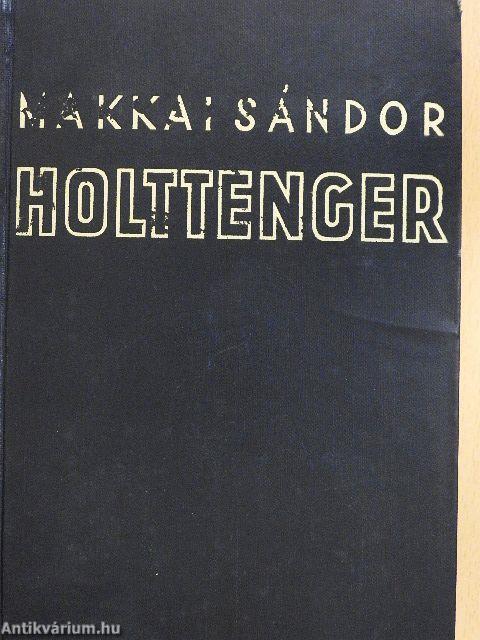 MAKKAI SÁNDOR
HOLTTENGER
Antikvárium.hu